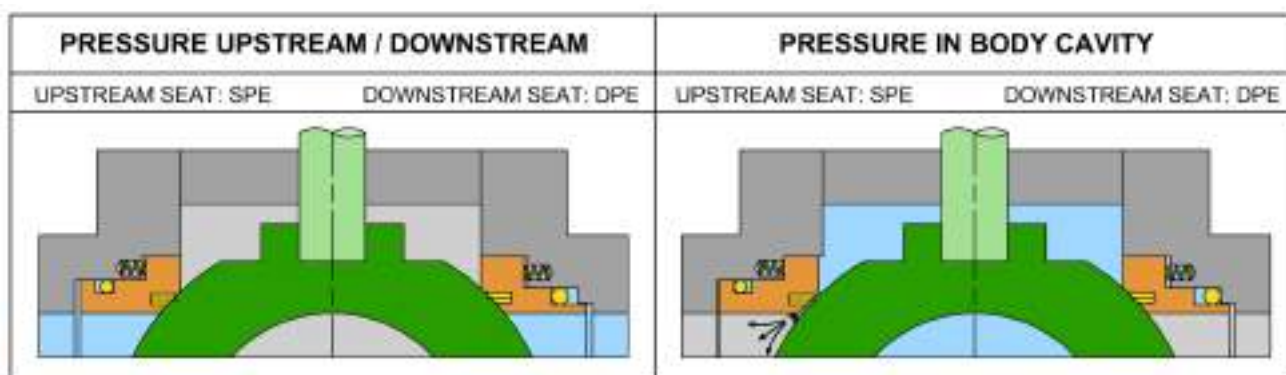 PRESSURE UPSTREAM / DOWNSTREAM
PRESSURE IN BODY CAVITY
UPSTREAM SEAT: SPE
DOWNSTREAM SEAT: DPE
UPSTREAM SEAT: SPE
DOWNSTREAM SEAT: DPE